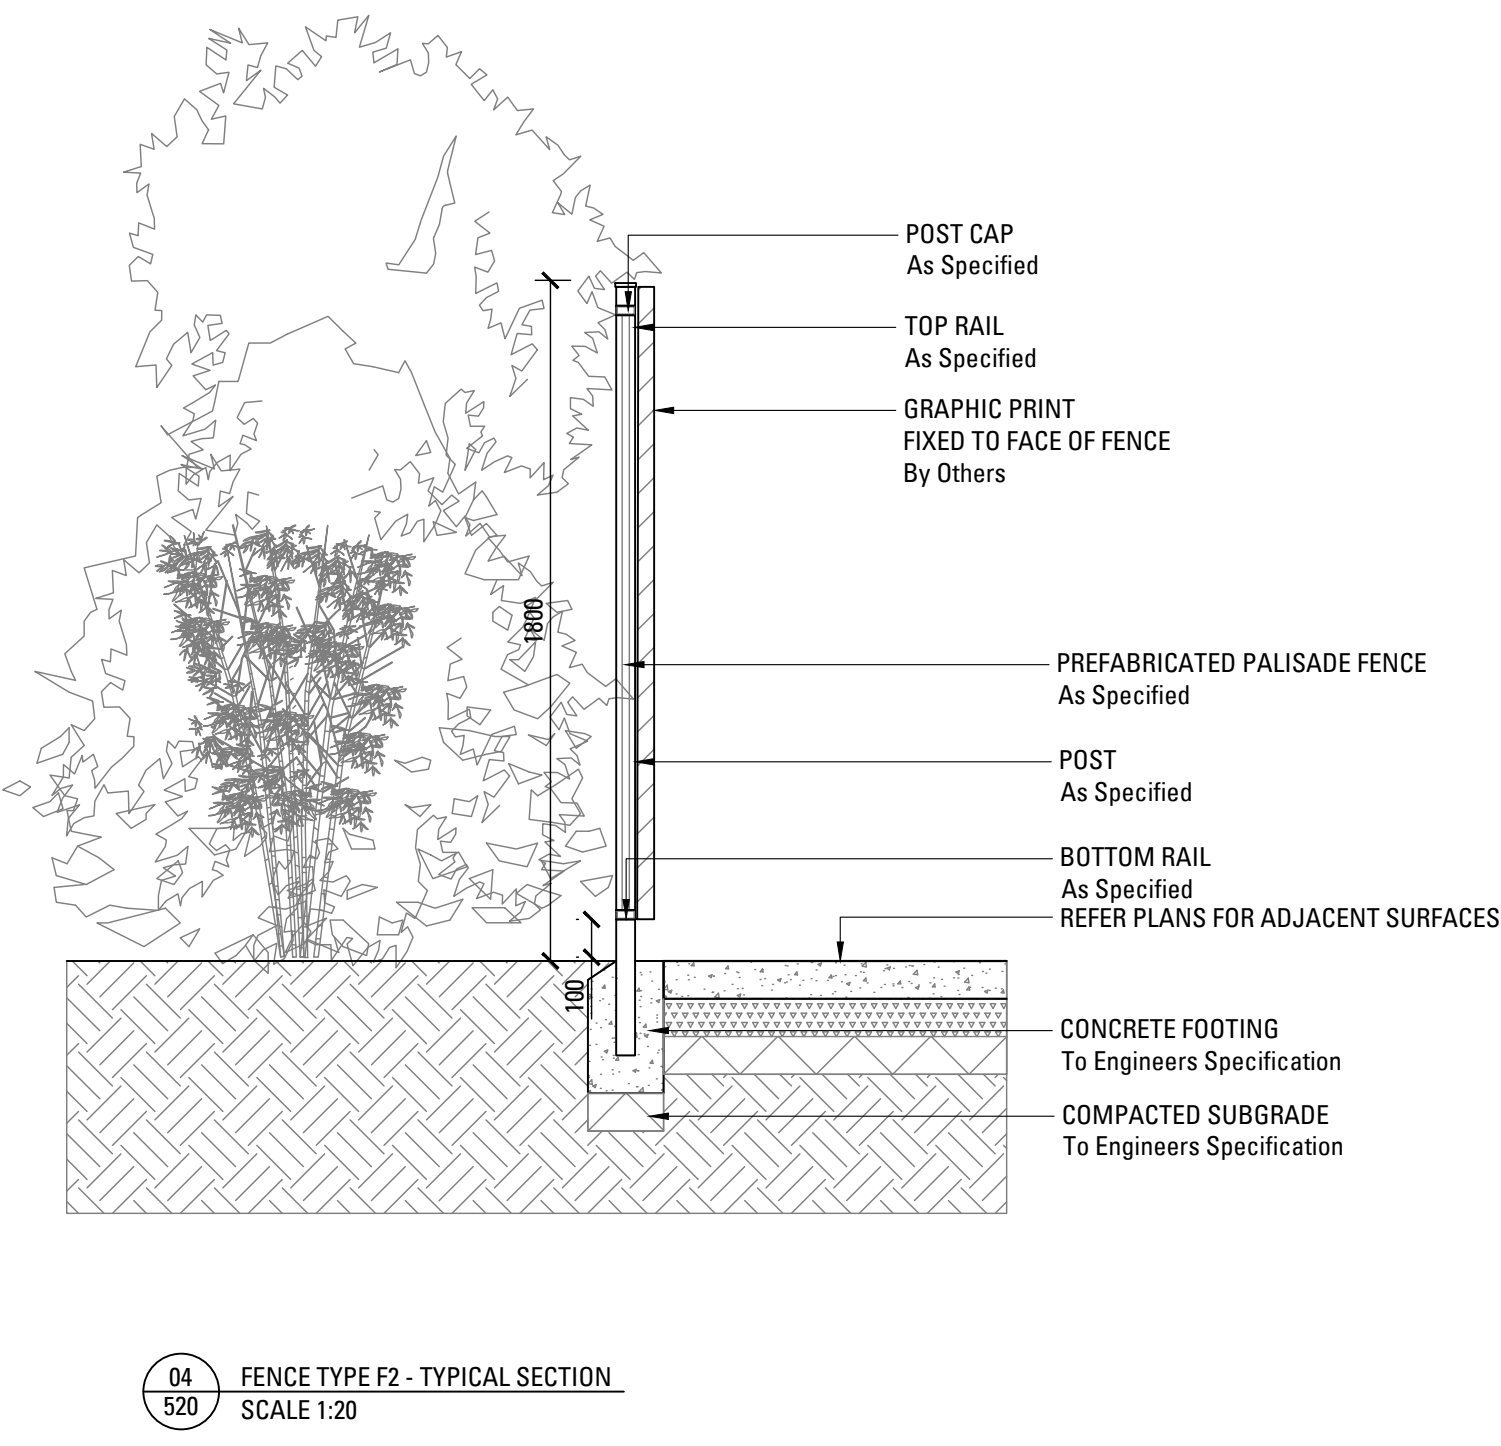 POST CAP
As Specified
TOP RAIL
As Specified
GRAPHIC PRINT
FIXED TO FACE OF FENCE
By Others
1800
PREFABRICATED PALISADE FENCE
As Specified
POST
As Specified
BOTTOM RAIL
As Specified
REFER PLANS FOR ADJACENT SURFACES
100
CONCRETE FOOTING
To Engineers Specification
COMPACTED SUBGRADE
To Engineers Specification
04
520
FENCE TYPE F2 - TYPICAL SECTION
SCALE 1:20